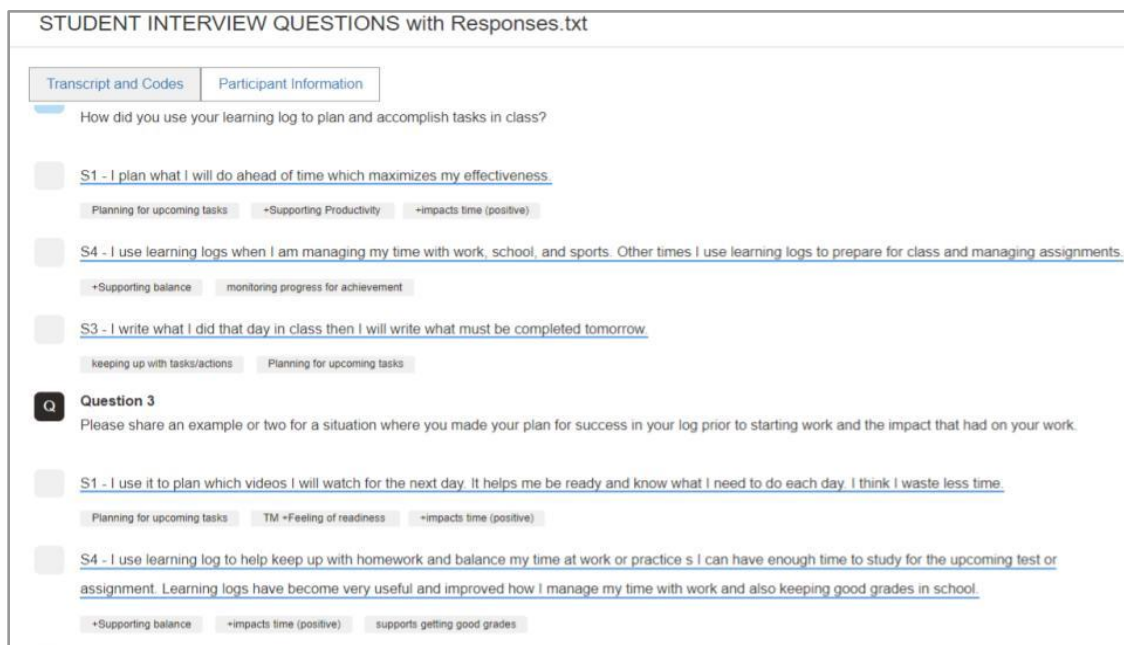 STUDENT INTERVIEW QUESTIONS with Responses.txt
Transcript and Codes Participant Information
How did you use your learning log to plan and accomplish tasks in class?
S1 - I plan what I will do ahead of time which maximizes my effectiveness.
Planning for upcoming tasks +Supporting Productivity +impacts time (positive)
S4 - I use learning logs when I am managing my time with work, school, and sports. Other times I use learning logs to prepare for class and managing assignments.
+Supporting balance monitoring progress for achievement
S3 - I write what I did that day in class then I will write what must be completed tomorrow.
keeping up with tasks/actions Planning for upcoming tasks
Q Question 3
Please share an example or two for a situation where you made your plan for success in your log prior to starting work and the impact that had on your work.
S1 - I use it to plan which videos I will watch for the next day. It helps me be ready and know what I need to do each day. I think I waste less time.
Planning for upcoming tasks TM +Feeling of readiness +impacts time (positive)
S4 - I use learning log to help keep up with homework and balance my time at work or practice s I can have enough time to study for the upcoming test or
assignment. Learning logs have become very useful and improved how I manage my time with work and also keeping good grades in school.
+Supporting balance +impacts time (positive) supports getting good grades